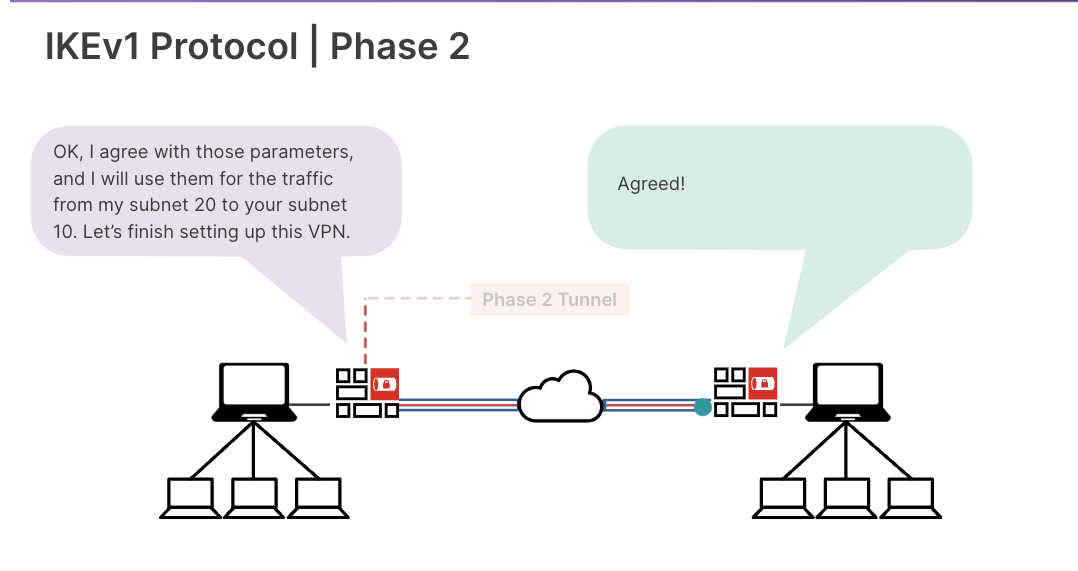 IKEv1 Protocol | Phase 2
OK, I agree with those parameters,
and I will use them for the traffic
from my subnet 20 to your subnet
10. Let’s finish setting up this VPN.
Agreed!
Phase 2 Tunnel